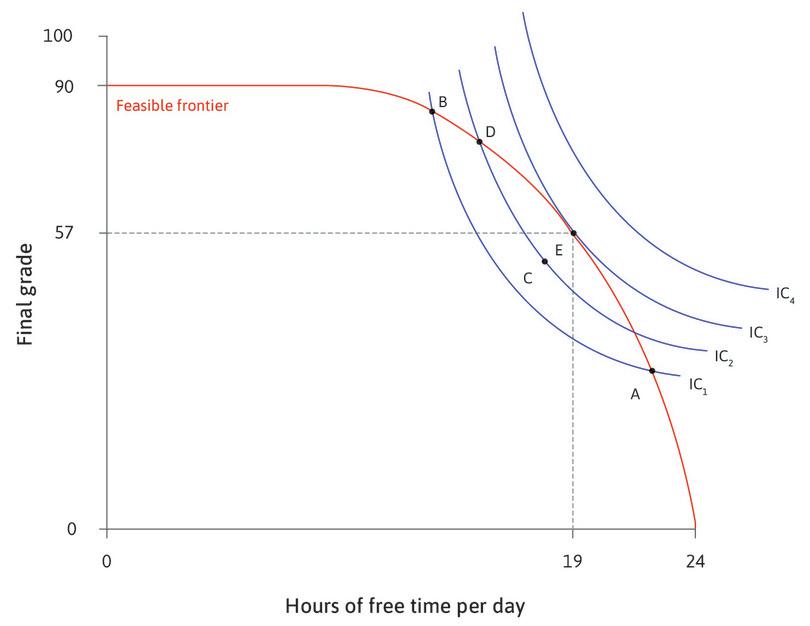 100
90
Feasible frontier
B
D
57
E
C
Final grade
IC₄
IC₃
IC₂
IC₁
A
0
0
19
24
Hours of free time per day